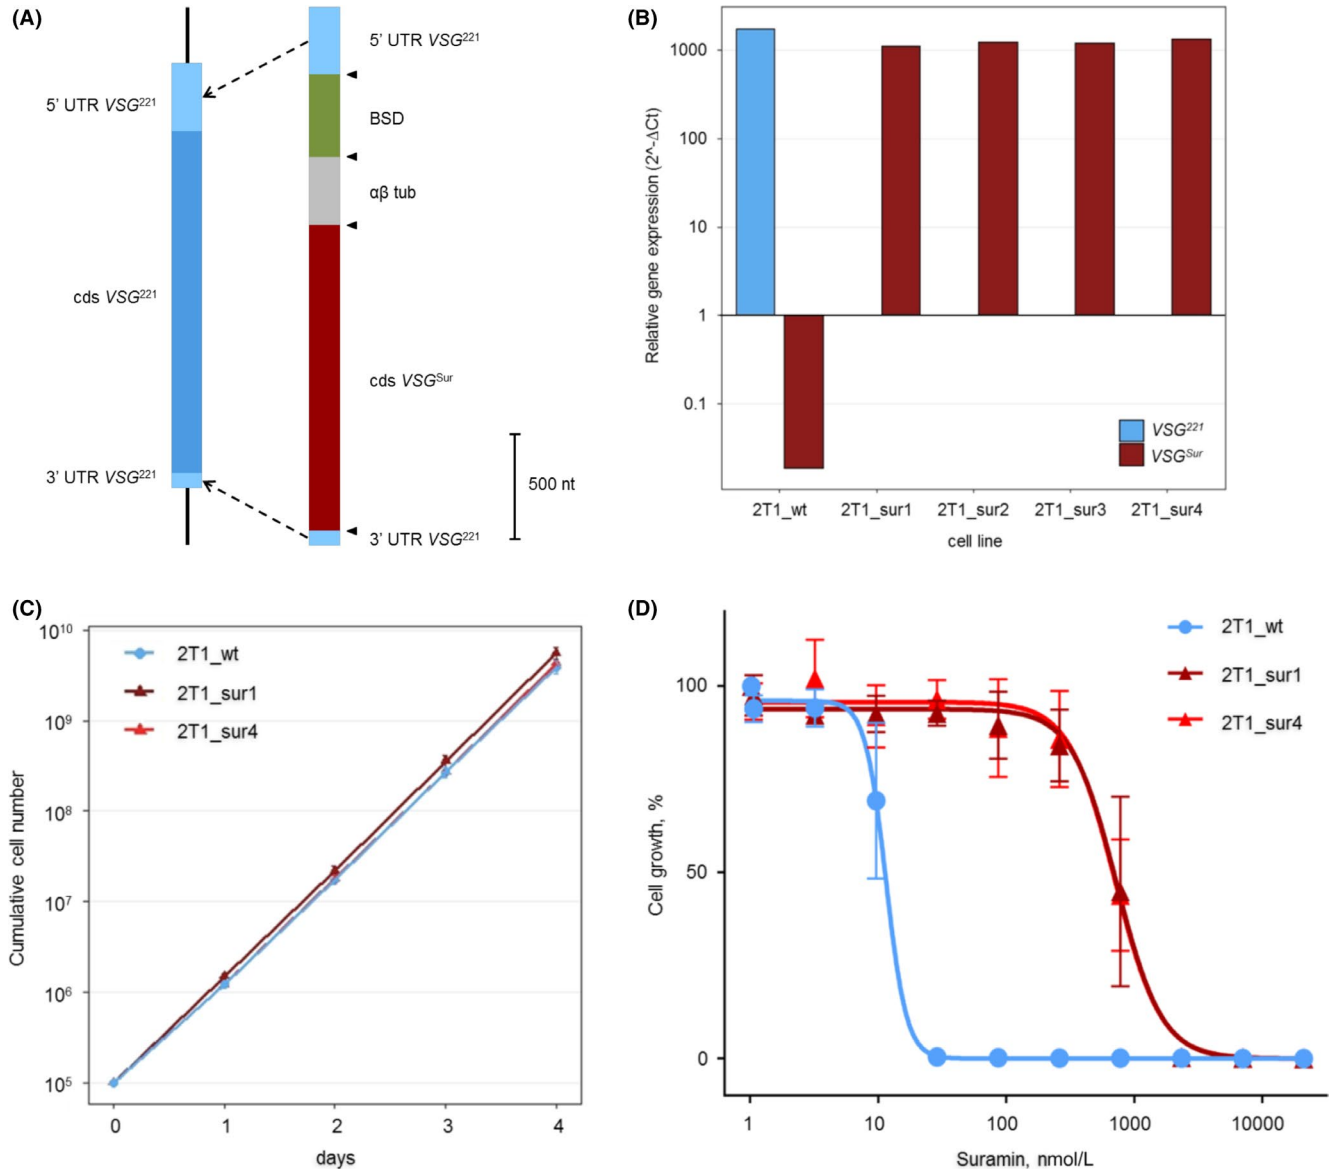 (A)
5’ UTR VSG²²¹
cds VSG²²¹
3’ UTR VSG²²¹
5’ UTR VSG²²¹
BSD
αβ tub
cds VSGˢᵘʳ
3’ UTR VSG²²¹
500 nt
(B)
Relative gene expression (2^-ΔCt)
1000
100
10
1
0.1
VSG²²¹
VSGˢᵘʳ
2T1_wt 2T1_sur1 2T1_sur2 2T1_sur3 2T1_sur4
cell line
(C)
Cumulative cell number
10¹⁰
10⁹
10⁸
10⁷
10⁶
10⁵
2T1_wt
2T1_sur1
2T1_sur4
0 1 2 3 4
days
(D)
Cell growth, %
100
50
0
2T1_wt
2T1_sur1
2T1_sur4
1 10 100 1000 10000
Suramin, nmol/L